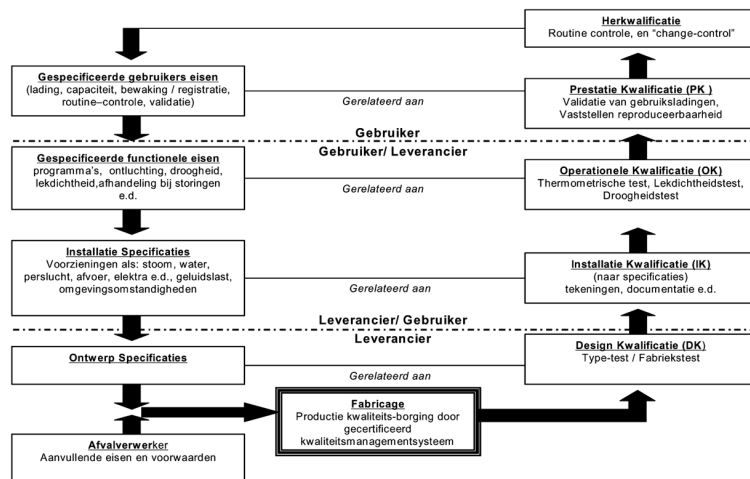 Herkwalificatie
Routine controle, en “change-control”
Gespecificeerde gebruikers eisen
(lading, capaciteit, bewaking / registratie,
routine–controle, validatie)
Gerelateerd aan
Prestatie Kwalificatie (PK )
Validatie van gebruiksladingen,
Vaststellen reproduceerbaarheid
Gebruiker
Gebruiker/ Leverancier
Gespecificeerde functionele eisen
programma’s, ontluchting, droogheid,
lekdichtheid,afhandeling bij storingen
e.d.
Gerelateerd aan
Operationele Kwalificatie (OK)
Thermometrische test, Lekdichtheidstest,
Droogheidstest
Installatie Specificaties
Voorzieningen als: stoom, water,
perslucht, afvoer, elektra e.d., geluidslast,
omgevingsomstandigheden
Gerelateerd aan
Installatie Kwalificatie (IK)
(naar specificaties)
tekeningen, documentatie e.d.
Leverancier/ Gebruiker
Leverancier
Ontwerp Specificaties
Gerelateerd aan
Design Kwalificatie (DK)
Type-test / Fabriekstest
Fabricage
Productie kwaliteits-borging door
gecertificeerd
kwaliteitsmanagementsysteem
Afvalverwerker
Aanvullende eisen en voorwaarden